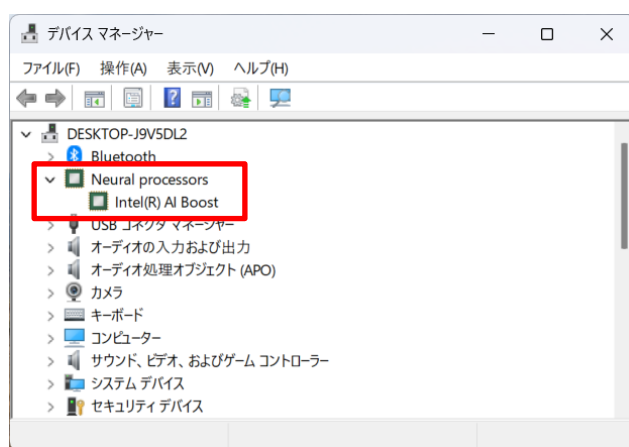 デバイス マネージャー
ファイル(F) 操作(A) 表示(V) ヘルプ(H)
DESKTOP-J9V5DL2
Bluetooth
Neural processors
Intel(R) AI Boost
USB コネクタ マネージャー
オーディオの入力および出力
オーディオ処理オブジェクト (APO)
カメラ
キーボード
コンピューター
サウンド、ビデオ、およびゲーム コントローラー
システム デバイス
セキュリティ デバイス